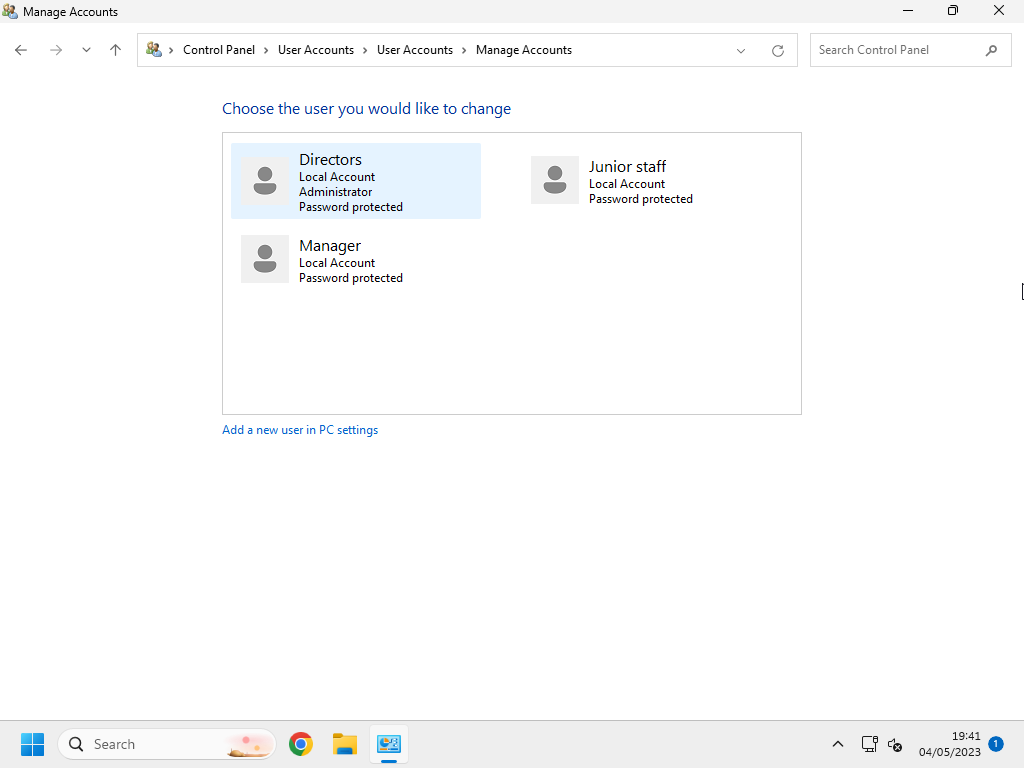 Manage Accounts
Control Panel > User Accounts > User Accounts > Manage Accounts
Search Control Panel
Choose the user you would like to change
Directors
Local Account
Administrator
Password protected
Junior staff
Local Account
Password protected
Manager
Local Account
Password protected
Add a new user in PC settings
Search
19:41
04/05/2023
1